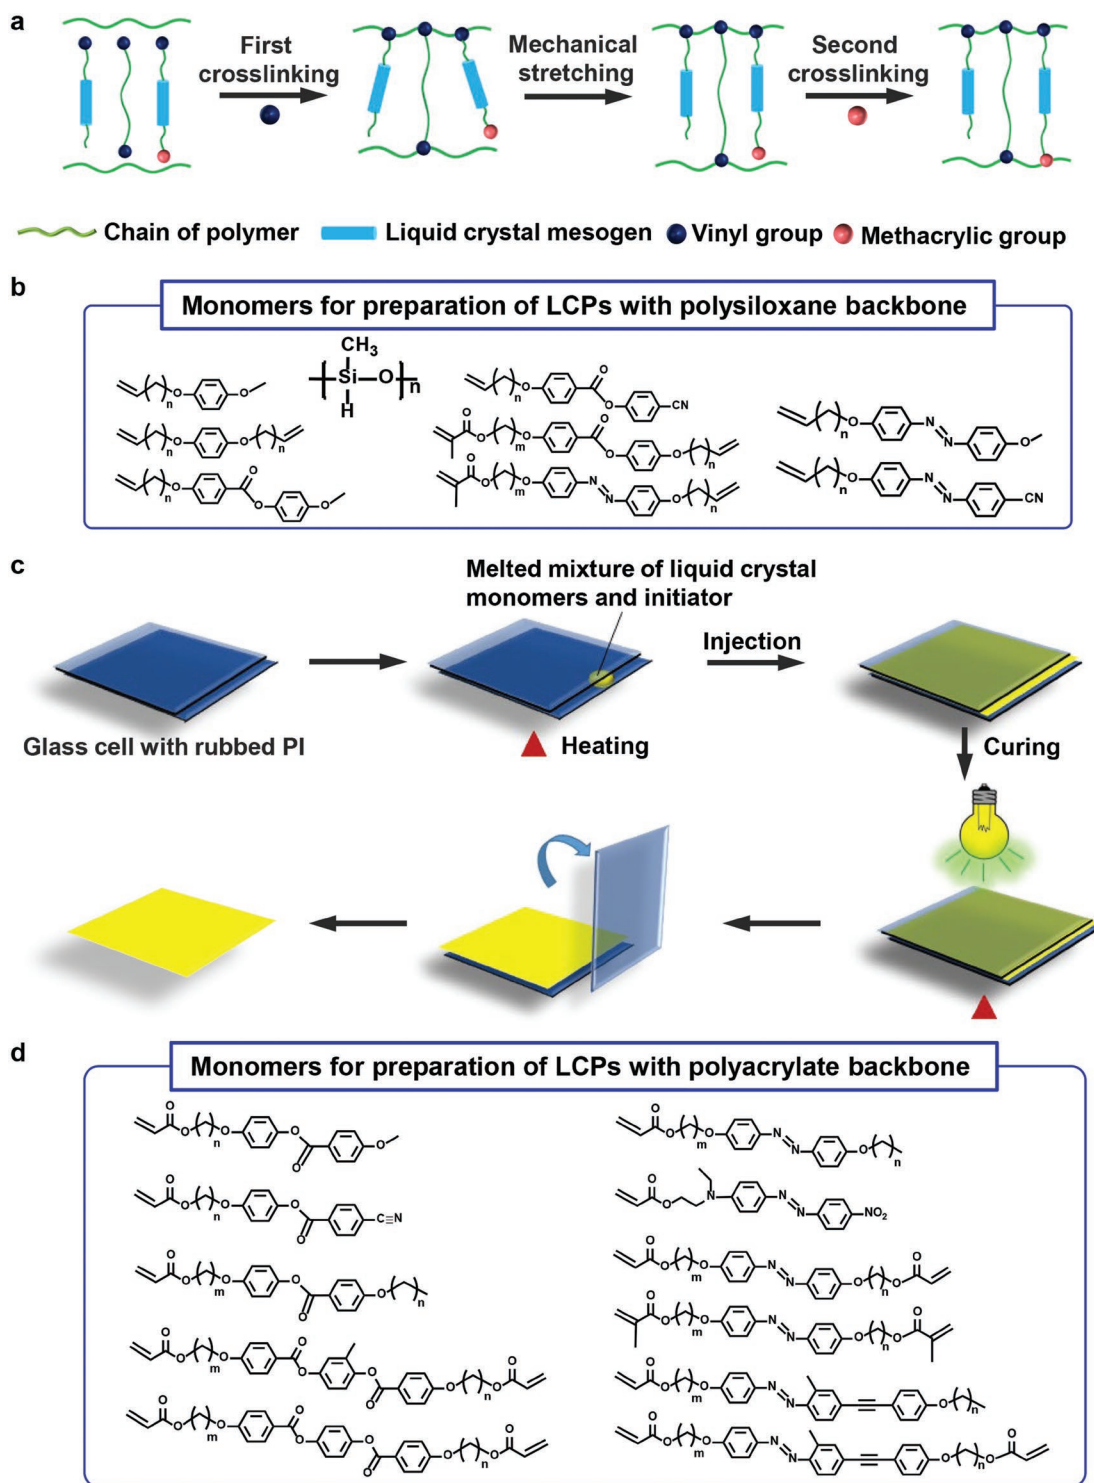 a
First
crosslinking
Mechanical
stretching
Second
crosslinking
Chain of polymer
Liquid crystal mesogen
Vinyl group
Methacrylic group
b
Monomers for preparation of LCPs with polysiloxane backbone
CH3
Si
O
n
H
n
O
O
n
O
O
n
n
O
O
O
O
n
O
O
O
CN
O
O
m
O
O
O
O
n
O
O
m
O
N
N
O
n
n
O
N
N
O
n
O
N
N
CN
c
Melted mixture of liquid crystal
monomers and initiator
Injection
Glass cell with rubbed PI
Heating
Curing
d
Monomers for preparation of LCPs with polyacrylate backbone
O
O
n
O
O
O
O
O
O
n
O
O
O
C≡N
O
O
m
O
O
O
O
n
O
O
m
O
O
O
O
O
O
n
O
O
O
O
m
O
O
O
O
O
O
n
O
O
O
O
m
O
N
N
O
n
O
O
N
N
N
NO2
O
O
m
O
N
N
O
n
O
O
O
O
m
O
N
N
O
n
O
O
O
O
m
O
N
N
O
n
O
O
m
O
N
N
O
n
O
O